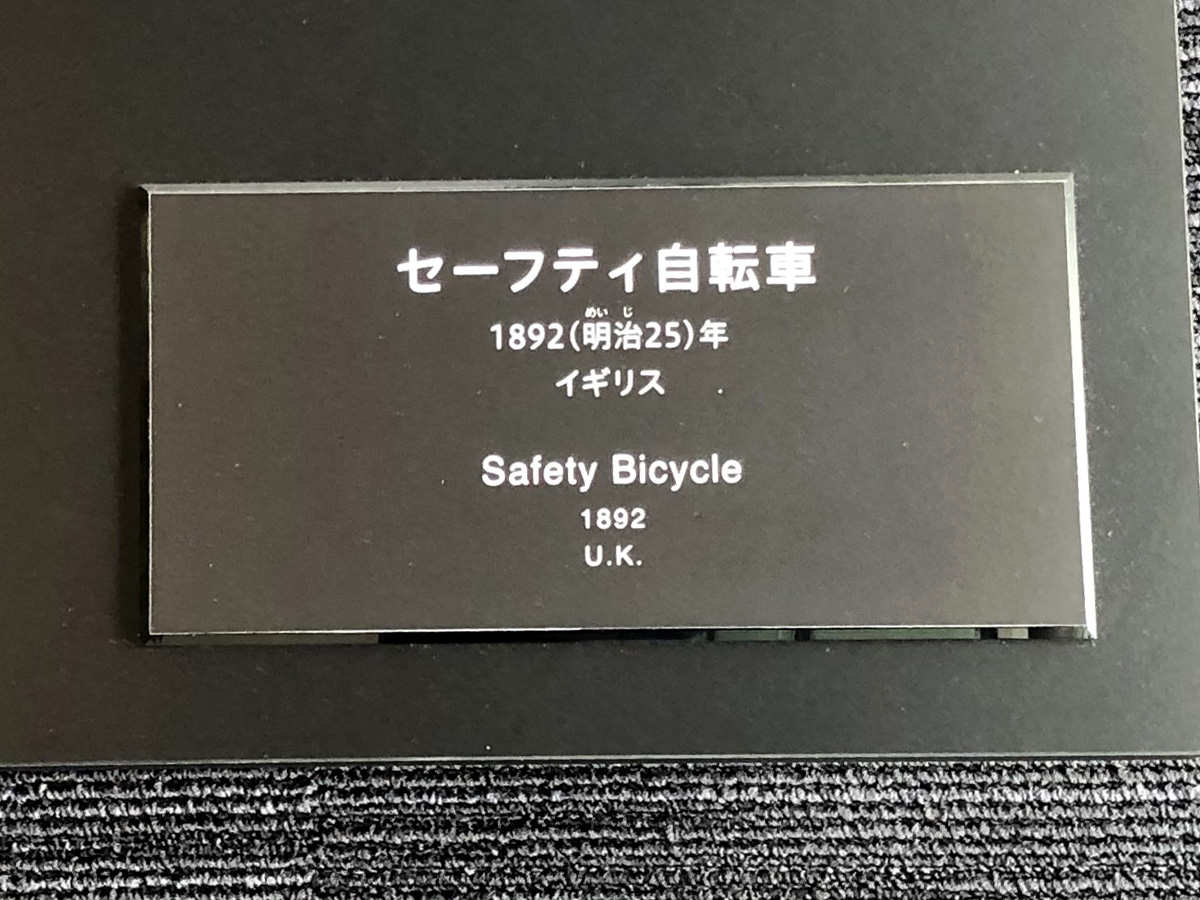 セーフティ自転車
めいじ
1892(明治25)年
イギリス
Safety Bicycle
1892
U.K.